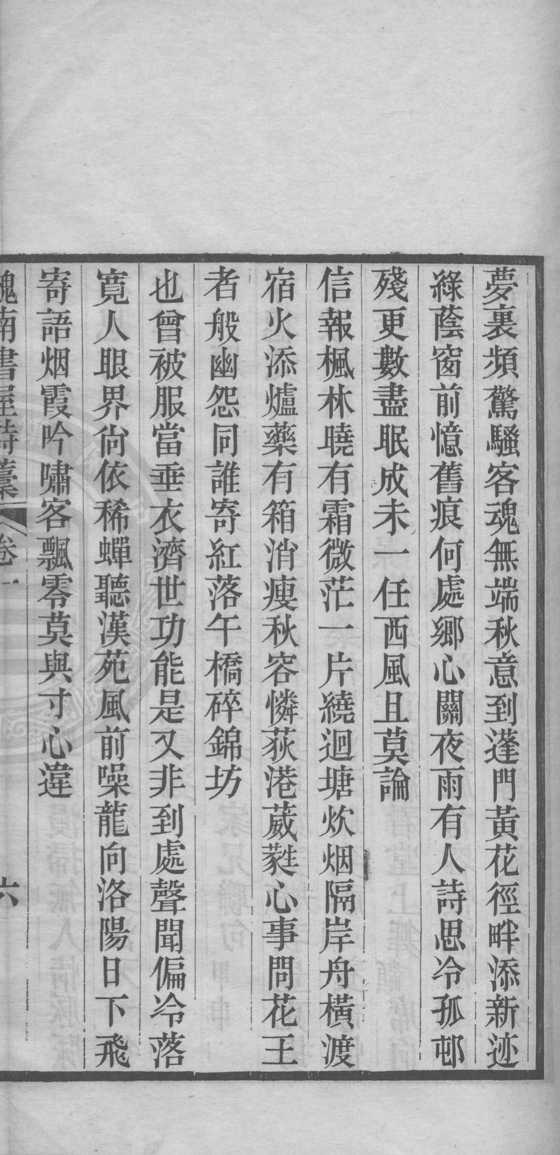 夢裏頻驚騷客魂無端秋意到蓬門黃花徑畔添新迹
綠蔭窗前憶舊痕何處鄉心關夜雨有人詩思冷孤邨
殘更數盡眠成未一任西風且莫論
信報楓林曉有霜微茫一片繞迴塘炊烟隔岸舟橫渡
宿火添爐藥有箱消瘦秋容憐荻港葳蕤心事問花王
者般幽怨同誰寄紅落午橋碎錦坊
也曾被服當垂衣濟世功能是又非到處聲聞偏冷落
寬人眼界尙依稀蟬聽漢苑風前噪龍向洛陽日下飛
寄語烟霞吟嘯客飄零莫與寸心違
南書屋詩藳 卷一 六